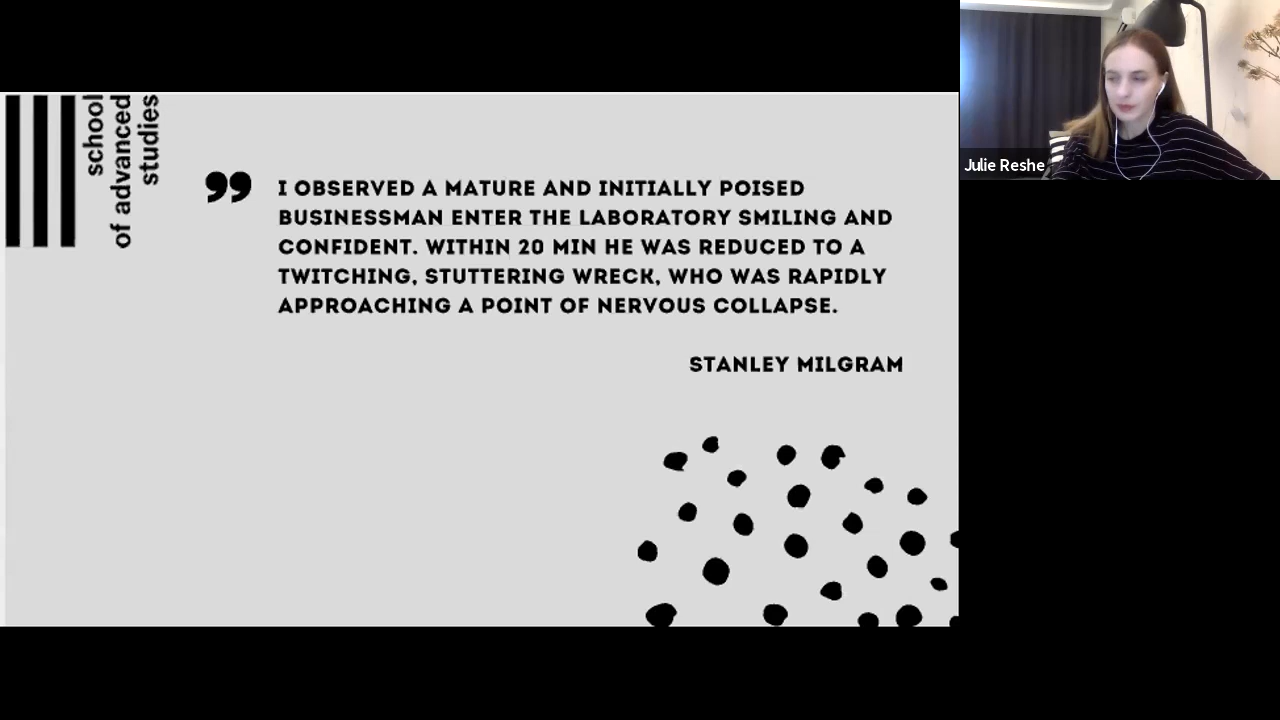 school
of advanced
studies
” I OBSERVED A MATURE AND INITIALLY POISED
BUSINESSMAN ENTER THE LABORATORY SMILING AND
CONFIDENT. WITHIN 20 MIN HE WAS REDUCED TO A
TWITCHING, STUTTERING WRECK, WHO WAS RAPIDLY
APPROACHING A POINT OF NERVOUS COLLAPSE.
STANLEY MILGRAM
Julie Reshe